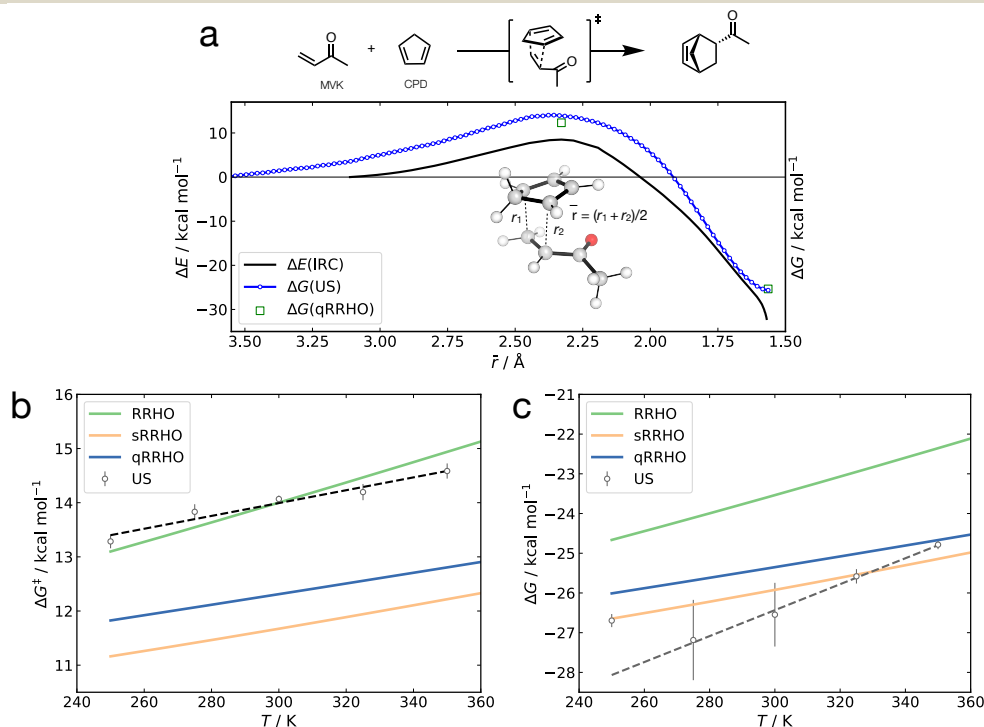 a
O
+
MVK
CPD
‡
O
O
ΔE / kcal mol⁻¹
10
0
−10
−20
−30
r₁
r₂
r̄ = (r₁ + r₂)/2
ΔE(IRC)
ΔG(US)
ΔG(qRRHO)
ΔG / kcal mol⁻¹
3.50 3.25 3.00 2.75 2.50 2.25 2.00 1.75 1.50
r̄ / Å
b
ΔG‡ / kcal mol⁻¹
16
15
14
13
12
11
RRHO
sRRHO
qRRHO
US
240 260 280 300 320 340 360
T / K
c
ΔG / kcal mol⁻¹
−21
−22
−23
−24
−25
−26
−27
−28
RRHO
sRRHO
qRRHO
US
240 260 280 300 320 340 360
T / K